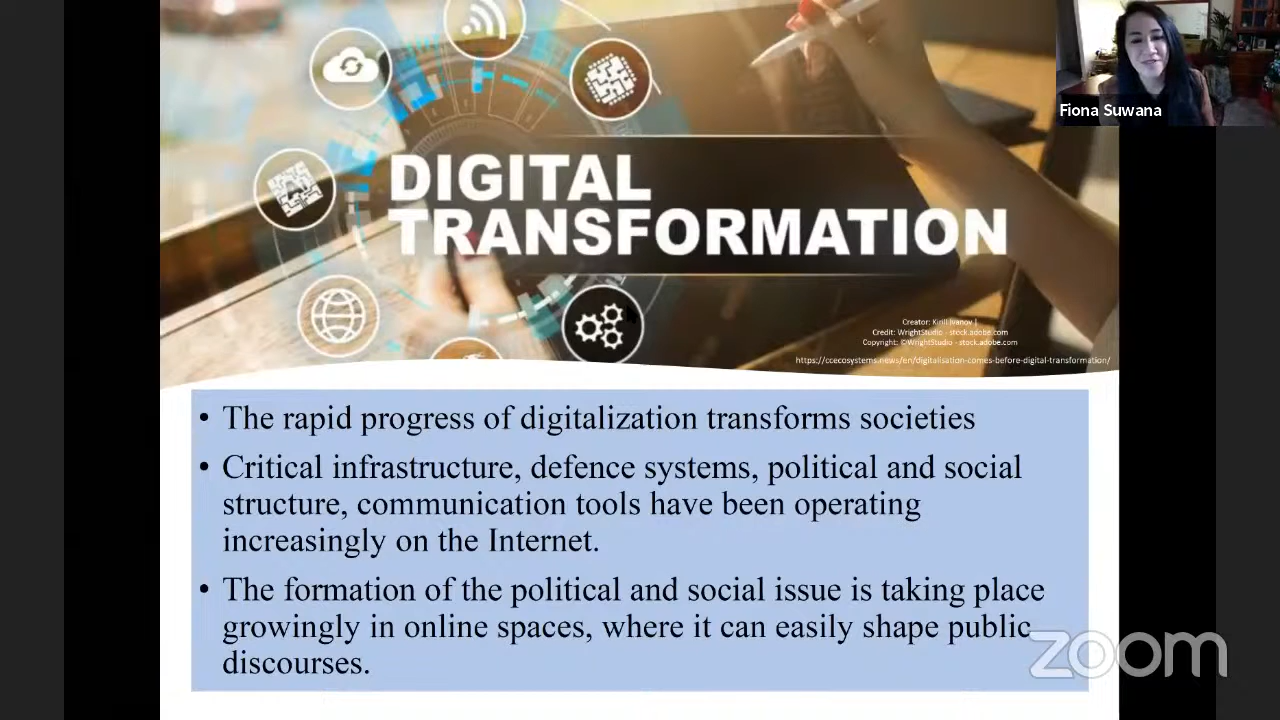 Fiona Suwana
DIGITAL
TRANSFORMATION
Creator: Kirill Ivanov |
Credit: WrightStudio - stock.adobe.com
Copyright: ©WrightStudio - stock.adobe.com
https://ccecosystems.news/en/digitalisation-comes-before-digital-transformation/
• The rapid progress of digitalization transforms societies
• Critical infrastructure, defence systems, political and social
structure, communication tools have been operating
increasingly on the Internet.
• The formation of the political and social issue is taking place
growingly in online spaces, where it can easily shape public
discourses.
zoom